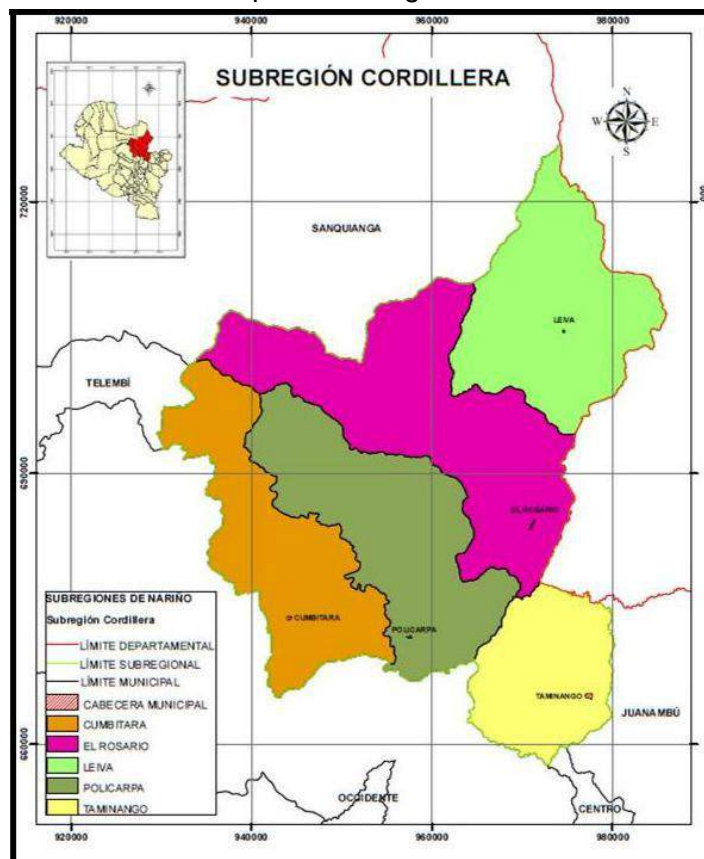 920000 940000 960000 980000
SUBREGIÓN CORDILLERA
N
W E
S
720000
SANQUIANGA
LEIVA
TELEMBÍ
690000
EL ROSARIO
SUBREGIONES DE NARIÑO
Subregión Cordillera
LÍMITE DEPARTAMENTAL
LÍMITE SUBREGIONAL
LÍMITE MUNICIPAL
CABECERA MUNICIPAL
CUMBITARA
EL ROSARIO
LEIVA
POLICARPA
TAMINANGO
CUMBITARA
POLICARPA
TAMINANGO
JUANAMBÚ
660000
OCCIDENTE
CENTRO
920000 940000 960000 980000